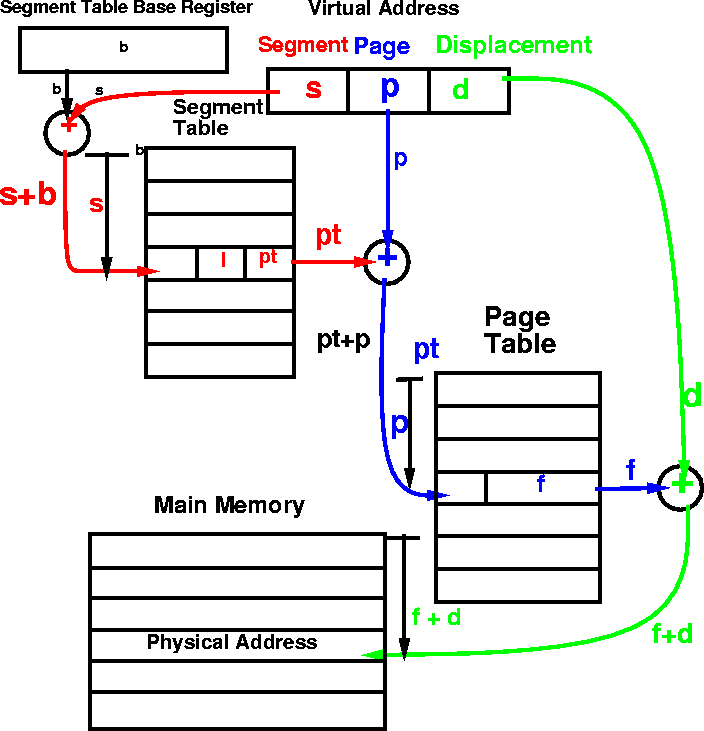 Segment Table Base Register
Virtual Address
b
Segment Page Displacement
s p d
b
s
+
Segment
Table
b
p
s+b
s
l pt
pt
+
pt+p
Page
Table
pt
p
d
f
f
+
Main Memory
f + d
f+d
Physical Address